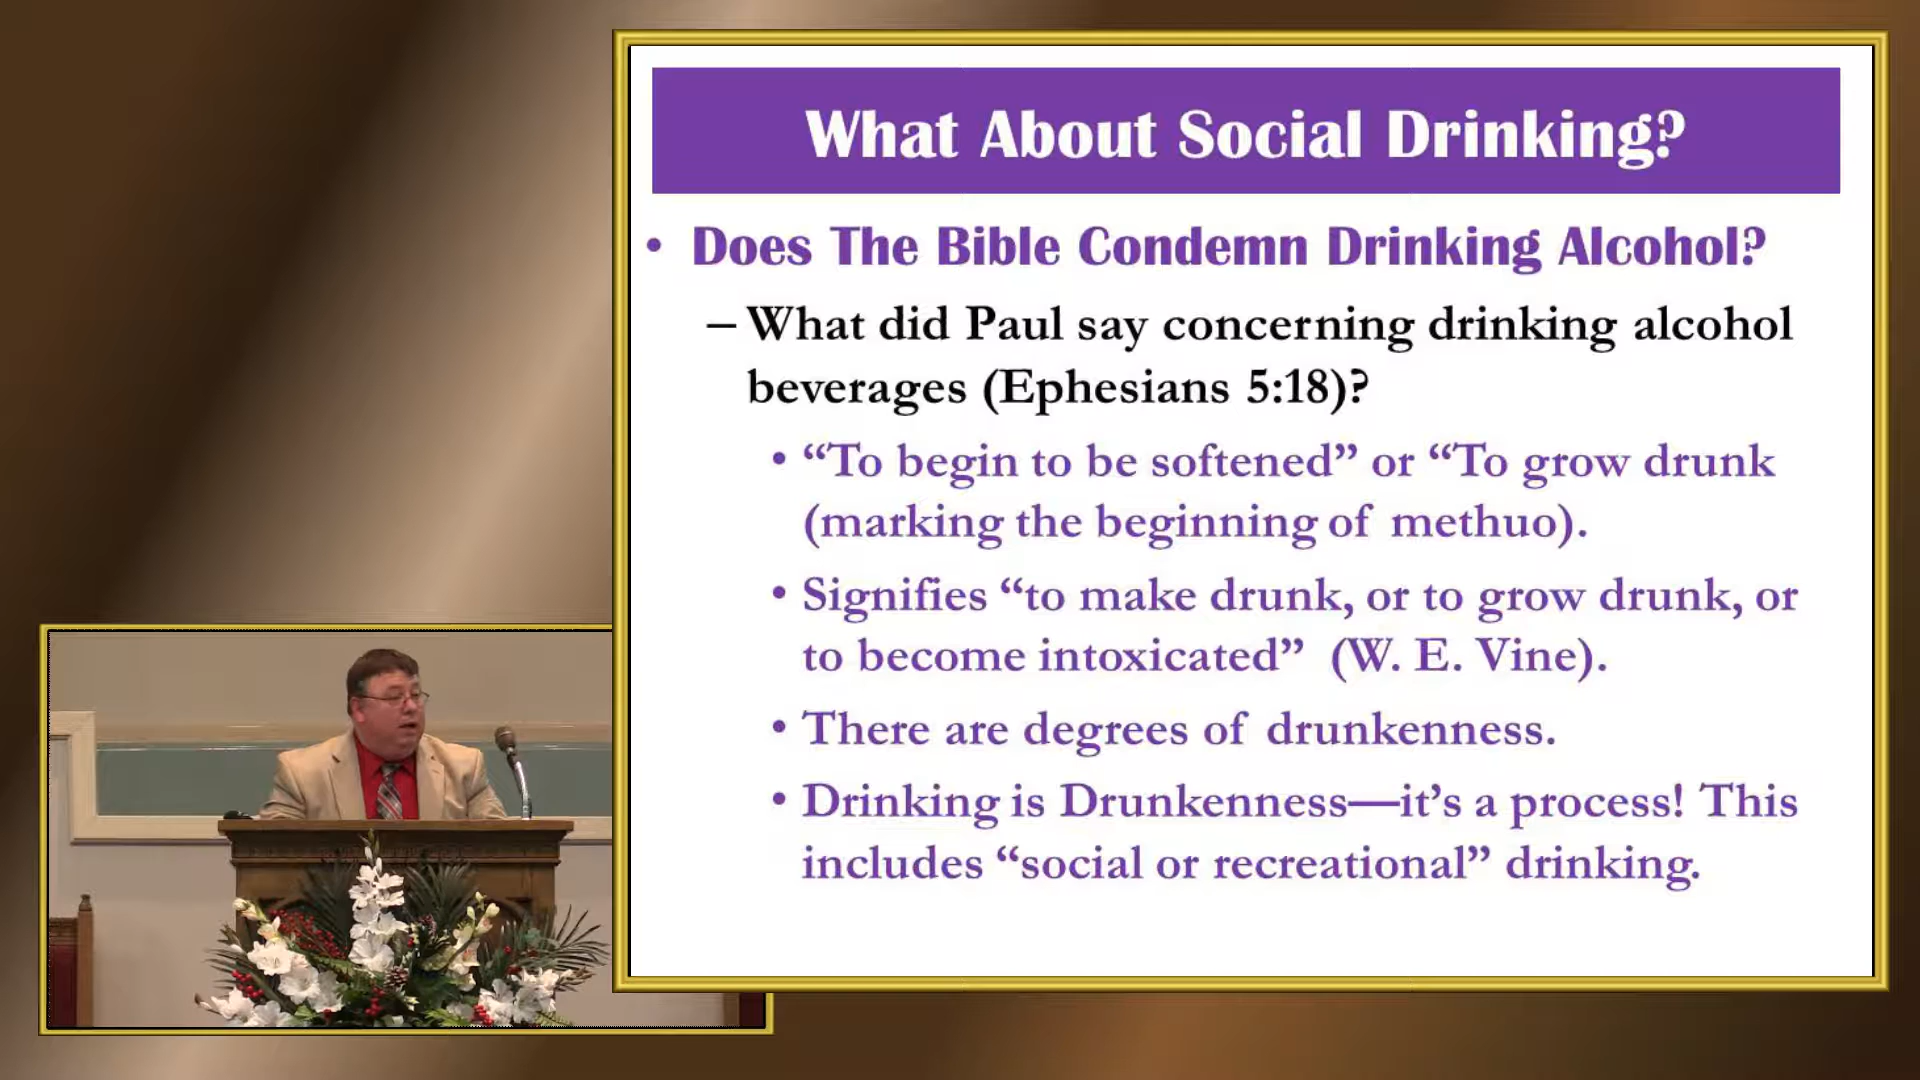 What About Social Drinking?
• Does The Bible Condemn Drinking Alcohol?
– What did Paul say concerning drinking alcohol
beverages (Ephesians 5:18)?
• “To begin to be softened” or “To grow drunk
(marking the beginning of methuo).
• Signifies “to make drunk, or to grow drunk, or
to become intoxicated” (W. E. Vine).
• There are degrees of drunkenness.
• Drinking is Drunkenness—it’s a process! This
includes “social or recreational” drinking.